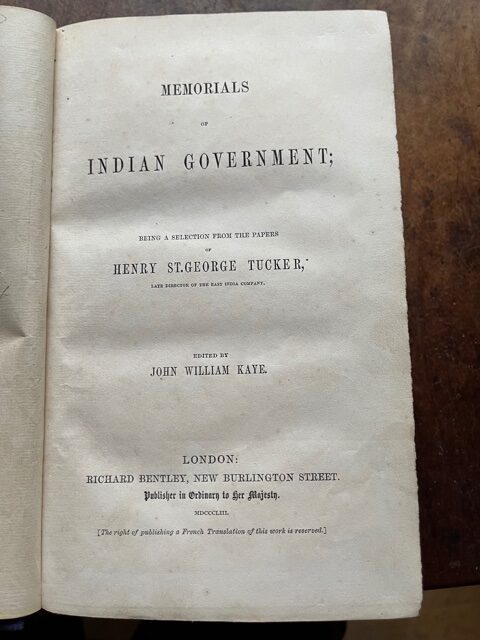 MEMORIALS
OF
INDIAN GOVERNMENT;
BEING A SELECTION FROM THE PAPERS
OF
HENRY ST.GEORGE TUCKER,
LATE DIRECTOR OF THE EAST INDIA COMPANY.
EDITED BY
JOHN WILLIAM KAYE.
LONDON:
RICHARD BENTLEY, NEW BURLINGTON STREET.
Publisher in Ordinary to Her Majesty.
MDCCCLIII.
[The right of publishing a French Translation of this work is reserved.]